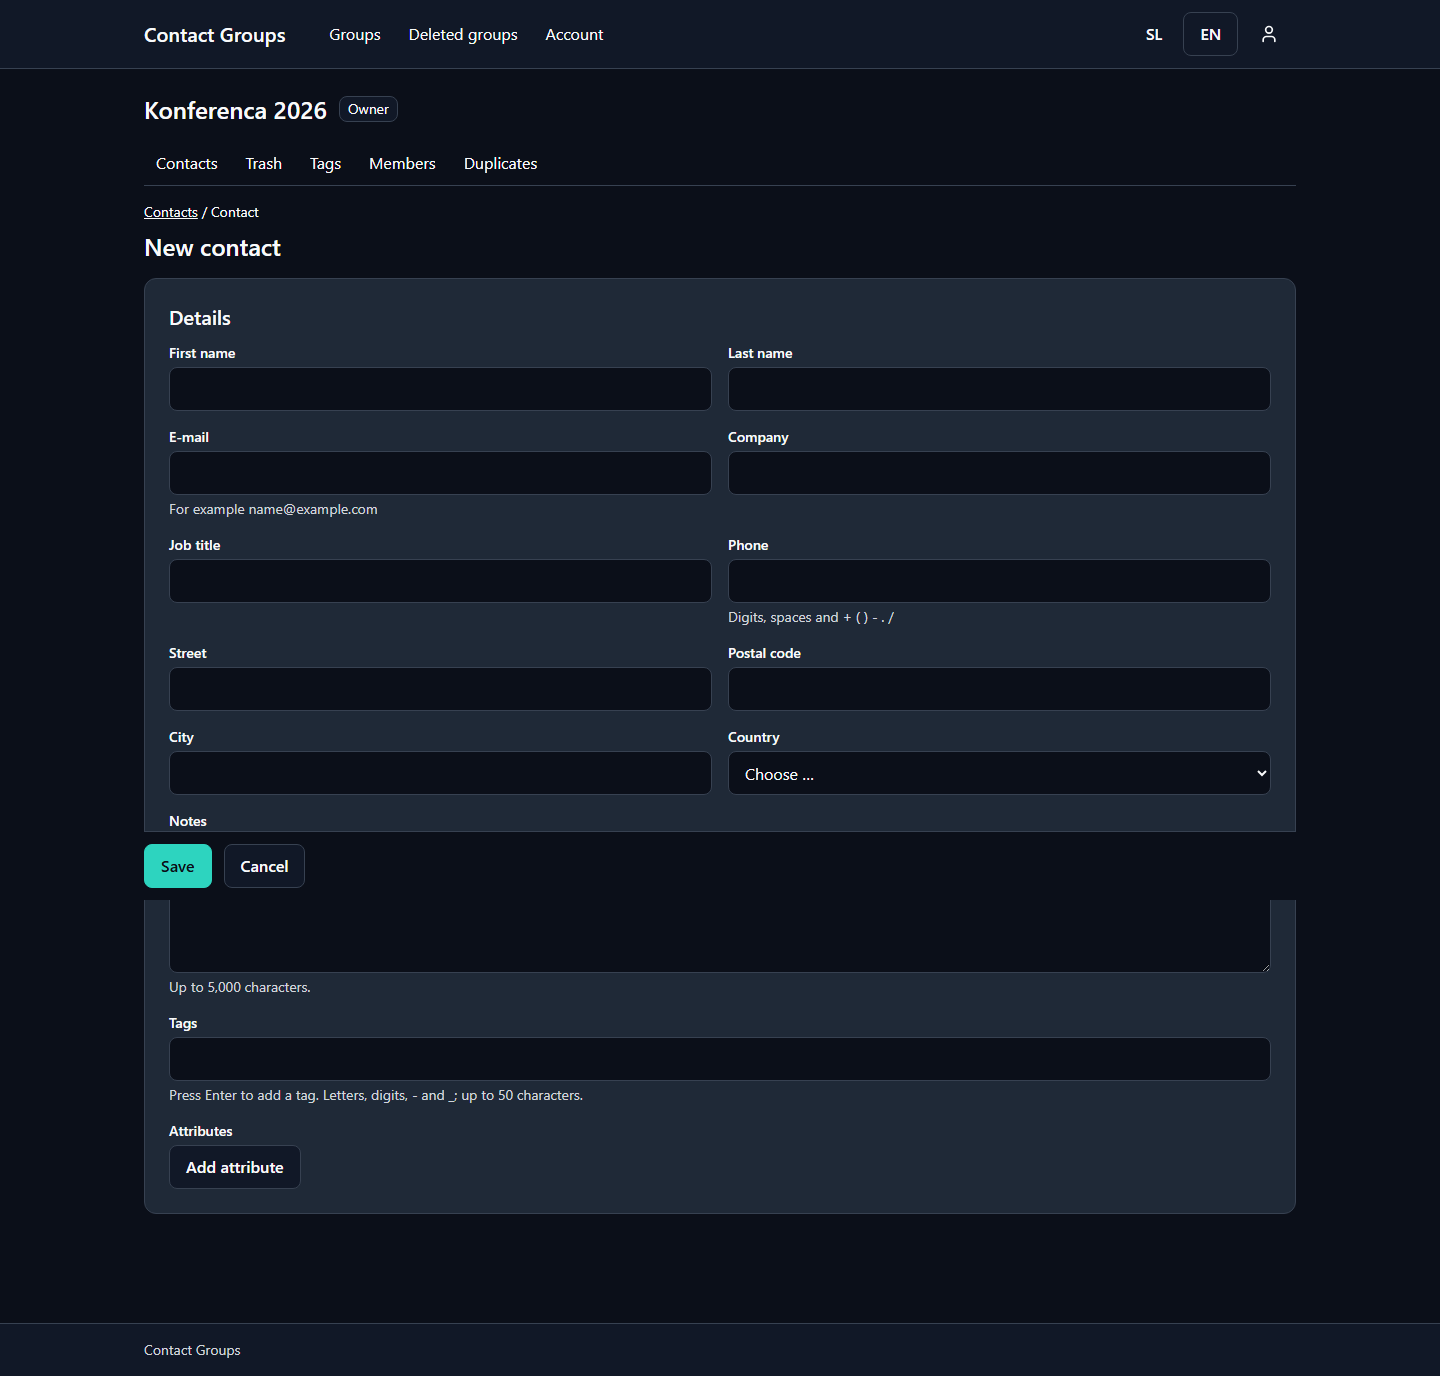 Contact Groups Groups Deleted groups Account SL EN
Konferenca 2026 Owner
Contacts Trash Tags Members Duplicates
Contacts / Contact
New contact
Details
First name Last name
E-mail Company
For example name@example.com
Job title Phone
Digits, spaces and + ( ) - . /
Street Postal code
City Country
Choose ...
Notes
Save Cancel
Up to 5,000 characters.
Tags
Press Enter to add a tag. Letters, digits, - and _; up to 50 characters.
Attributes
Add attribute
Contact Groups